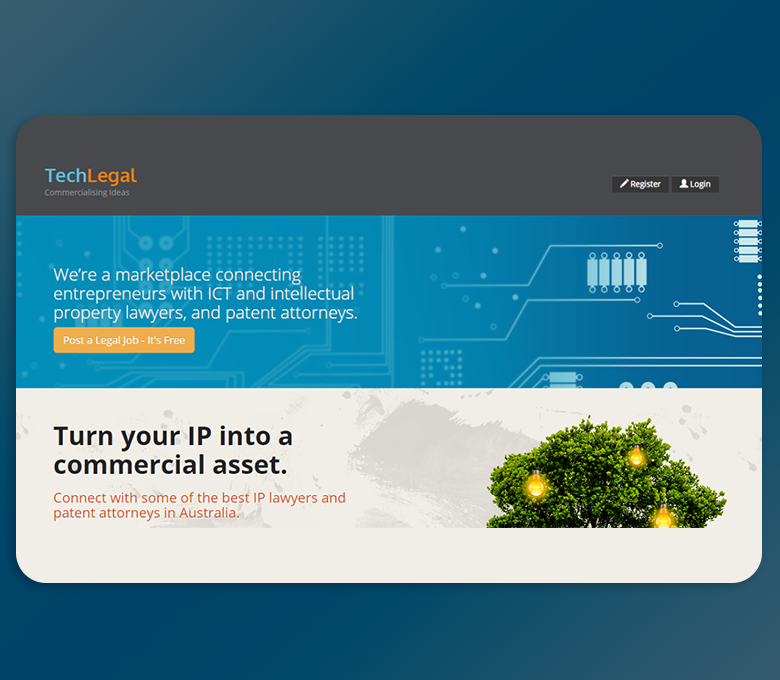 TechLegal
Commercialising Ideas
Register
Login
We're a marketplace connecting
entrepreneurs with ICT and intellectual
property lawyers, and patent attorneys.
Post a Legal Job - It's Free
Turn your IP into a
commercial asset.
Connect with some of the best IP lawyers and
patent attorneys in Australia.